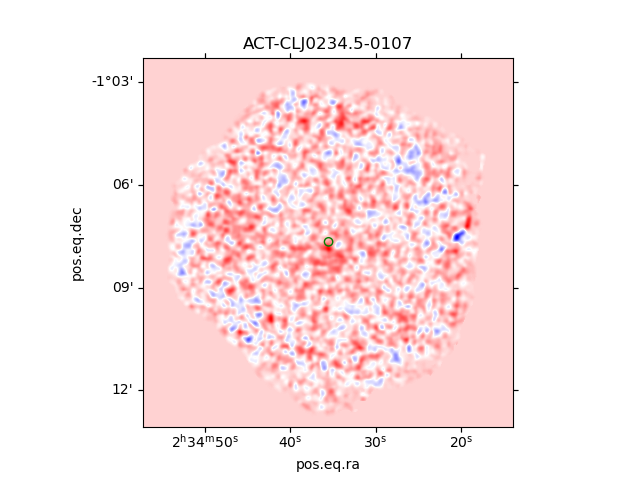 ACT-CLJ0234.5-0107
-1°03'
06'
09'
12'
pos.eq.dec
2ʰ34ᵐ50ˢ 40ˢ 30ˢ 20ˢ
pos.eq.ra